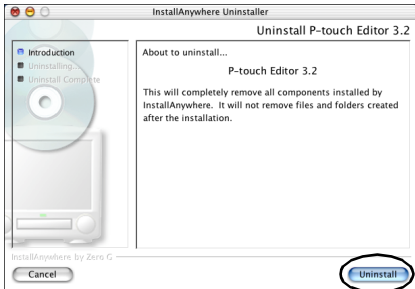 InstallAnywhere Uninstaller
Uninstall P-touch Editor 3.2
Introduction
Uninstalling...
Uninstall Complete
About to uninstall...
P-touch Editor 3.2
This will completely remove all components installed by
InstallAnywhere. It will not remove files and folders created
after the installation.
InstallAnywhere by Zero G
Cancel
Uninstall